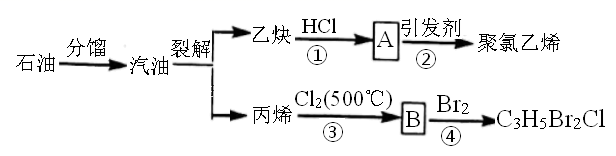 石油 分馏 汽油 裂解 乙炔 HCl ① A 引发剂 ② 聚氯乙烯
丙烯 Cl₂(500℃) ③ B Br₂ ④ C₃H₅Br₂Cl